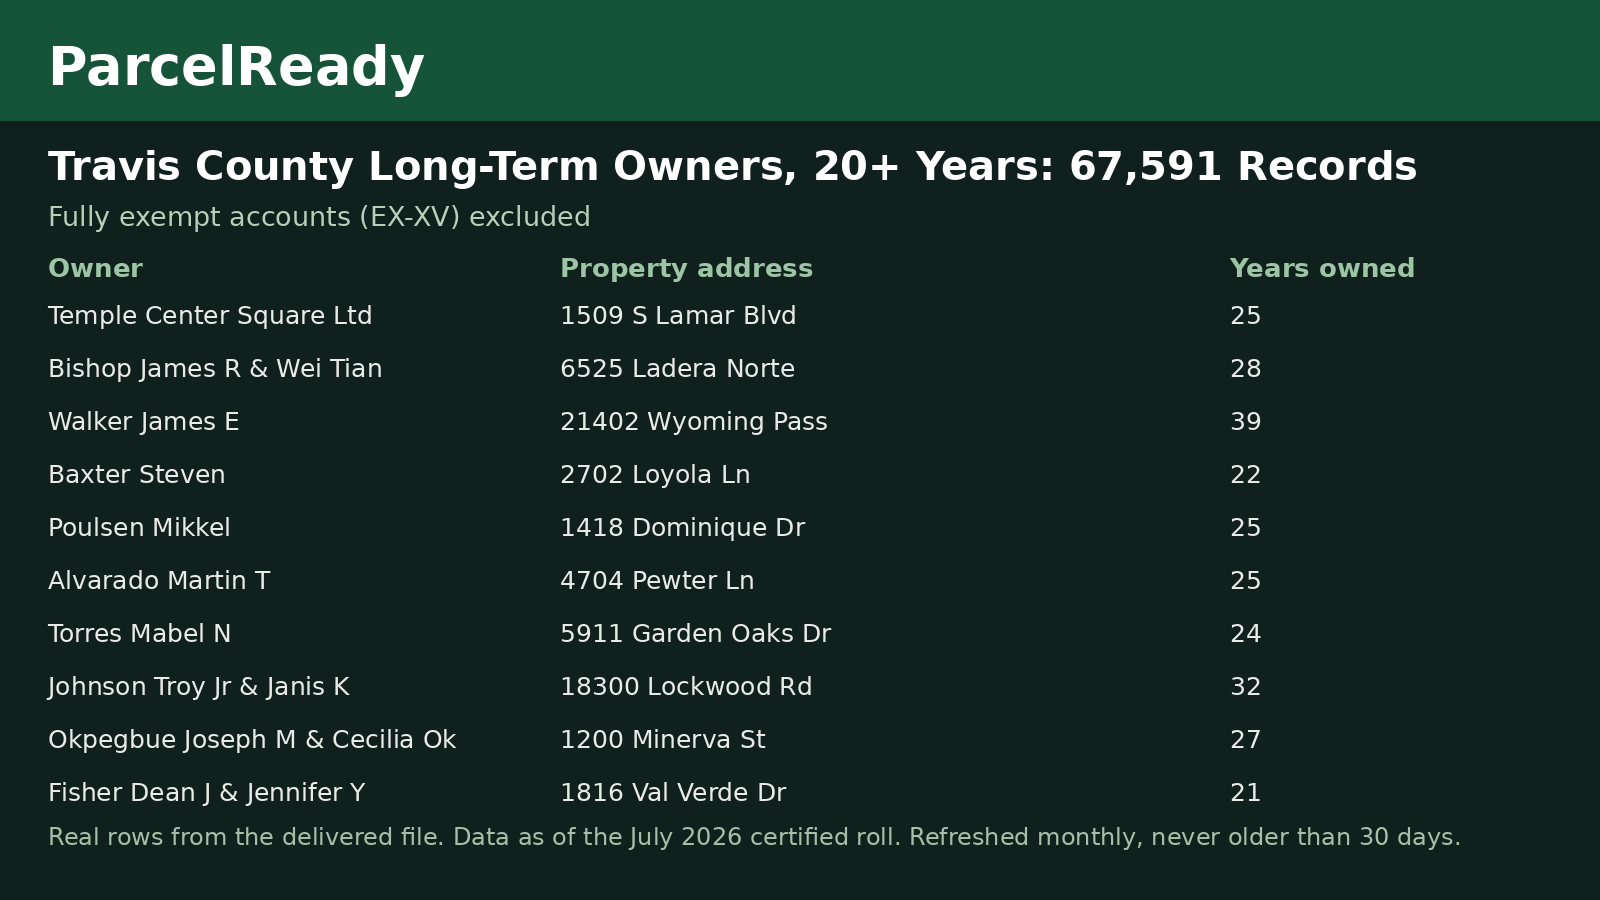 ParcelReady
Travis County Long-Term Owners, 20+ Years: 67,591 Records
Fully exempt accounts (EX-XV) excluded
Owner Property address Years owned
Temple Center Square Ltd 1509 S Lamar Blvd 25
Bishop James R & Wei Tian 6525 Ladera Norte 28
Walker James E 21402 Wyoming Pass 39
Baxter Steven 2702 Loyola Ln 22
Poulsen Mikkel 1418 Dominique Dr 25
Alvarado Martin T 4704 Pewter Ln 25
Torres Mabel N 5911 Garden Oaks Dr 24
Johnson Troy Jr & Janis K 18300 Lockwood Rd 32
Okpegbue Joseph M & Cecilia Ok 1200 Minerva St 27
Fisher Dean J & Jennifer Y 1816 Val Verde Dr 21
Real rows from the delivered file. Data as of the July 2026 certified roll. Refreshed monthly, never older than 30 days.